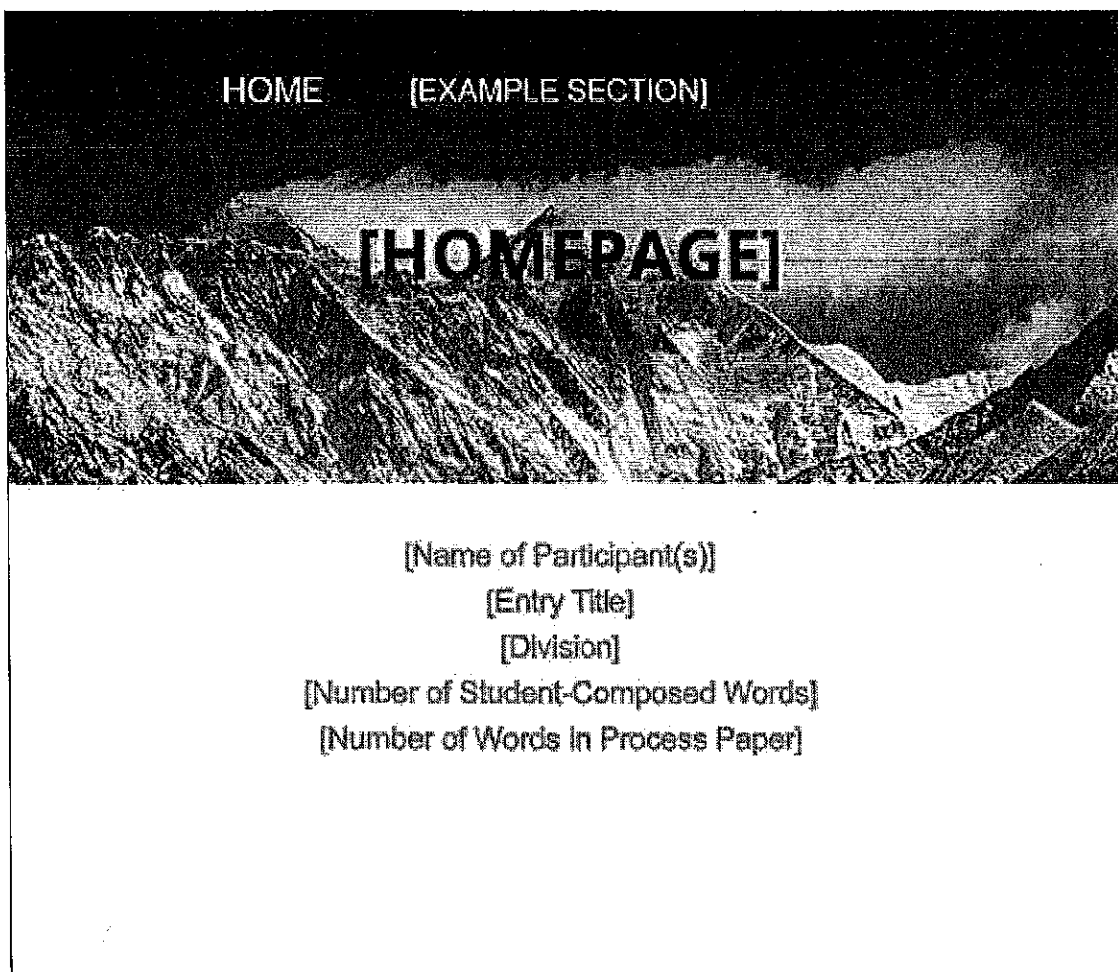 HOME [EXAMPLE SECTION]
[HOMEPAGE]
[Name of Participant(s)]
[Entry Title]
[Division]
[Number of Student-Composed Words]
[Number of Words in Process Paper]